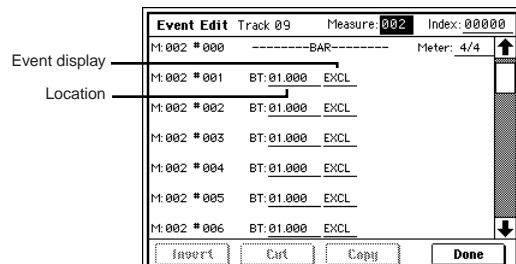 Event Edit Track 09 Measure: 002 Index: 00000
M:002 #000 --------BAR-------- Meter: 4/4
Event display
M:002 #001 BT: 01.000 EXCL
Location
M:002 #002 BT: 01.000 EXCL
M:002 #003 BT: 01.000 EXCL
M:002 #004 BT: 01.000 EXCL
M:002 #005 BT: 01.000 EXCL
M:002 #006 BT: 01.000 EXCL
Insert Cut Copy Done